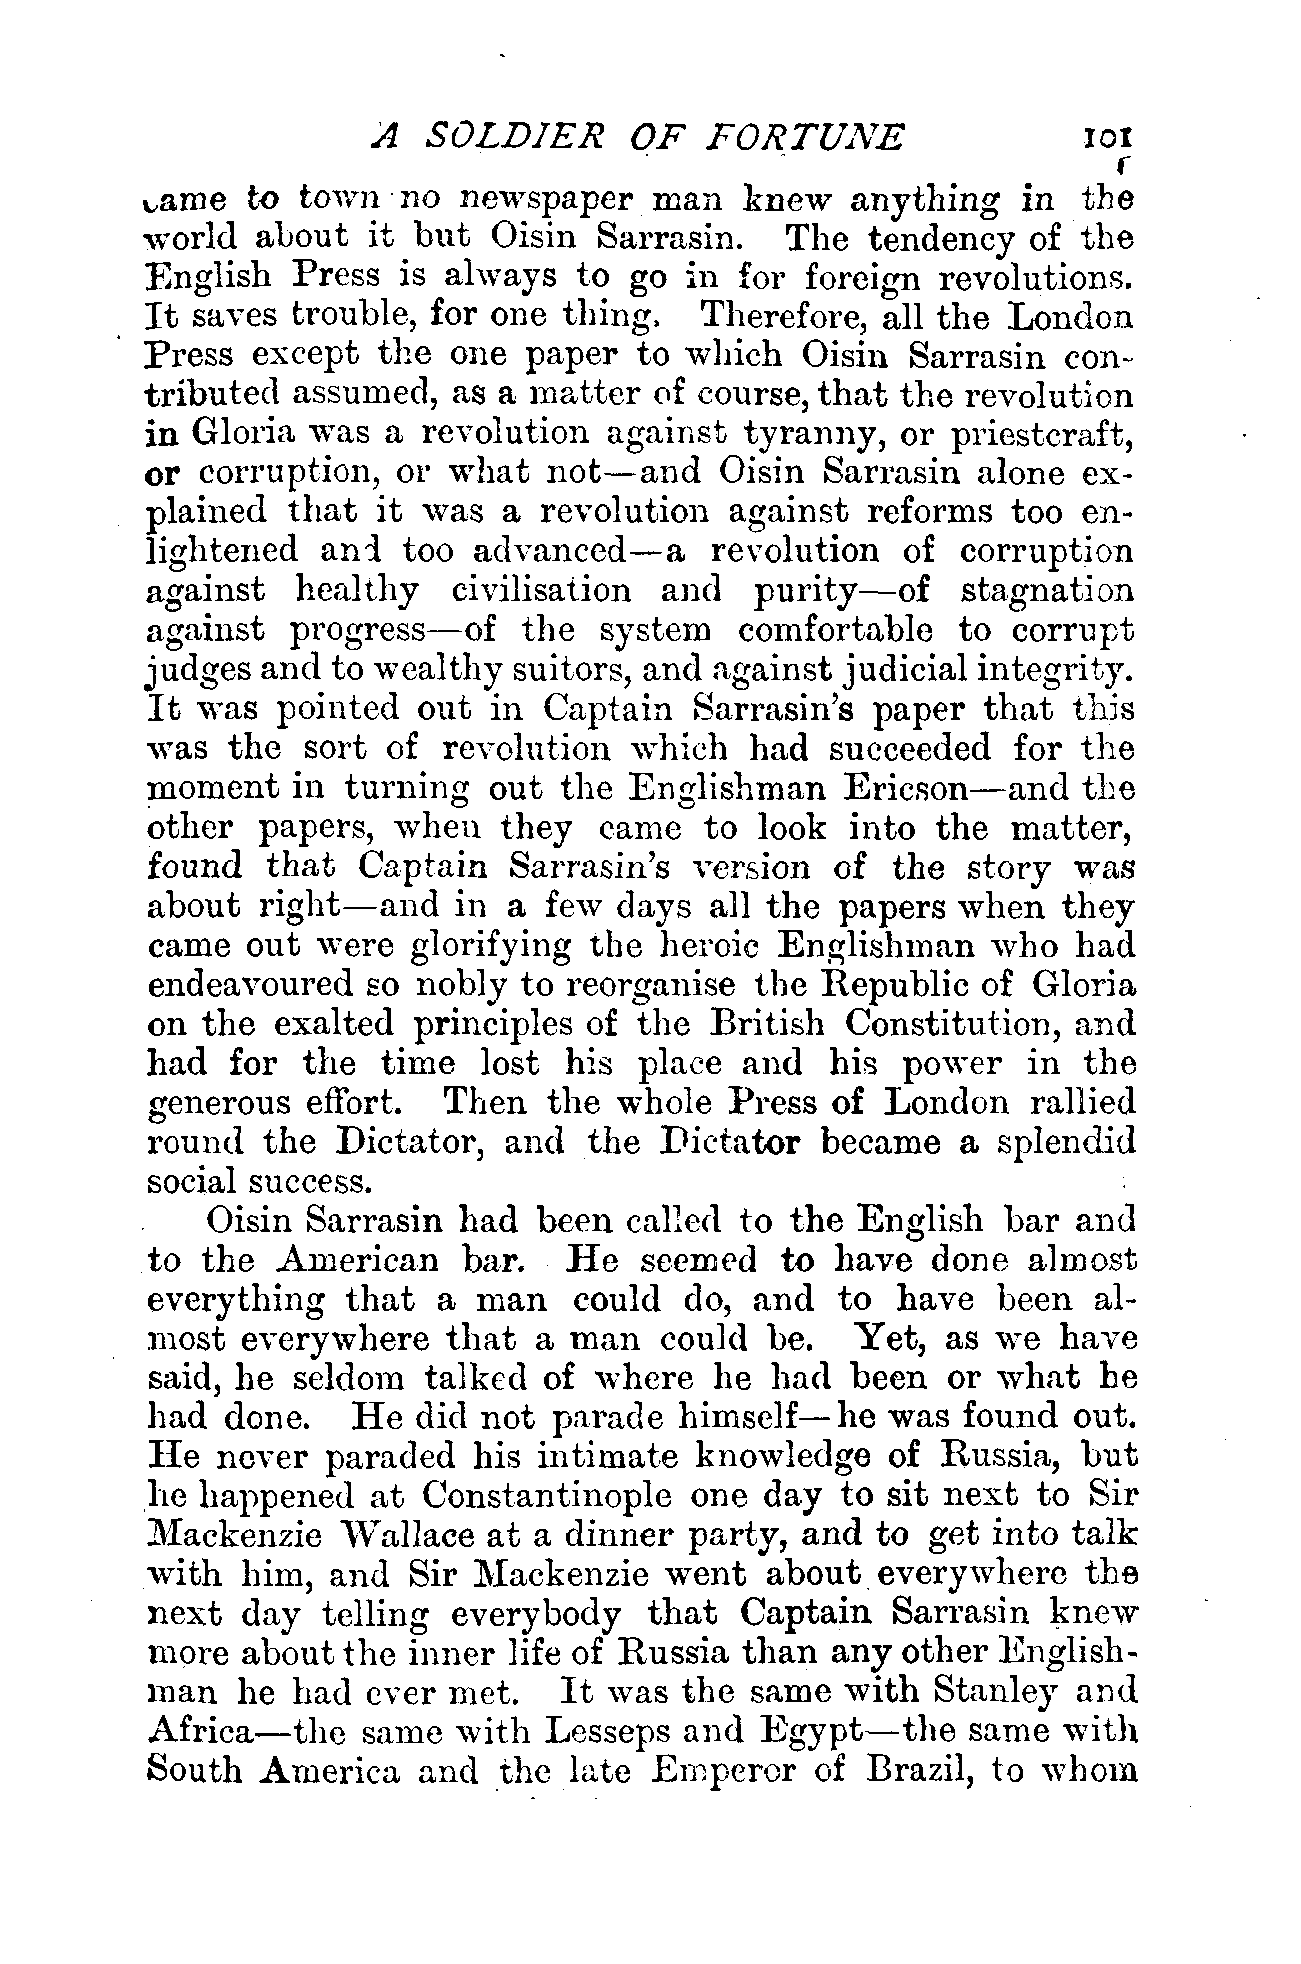 A SOLDIER OF FORTUNE 101
came to town no newspaper man knew anything in the
world about it but Oisin Sarrasin. The tendency of the
English Press is always to go in for foreign revolutions.
It saves trouble, for one thing. Therefore, all the London
Press except the one paper to which Oisin Sarrasin con-
tributed assumed, as a matter of course, that the revolution
in Gloria was a revolution against tyranny, or priestcraft,
or corruption, or what not—and Oisin Sarrasin alone ex-
plained that it was a revolution against reforms too en-
lightened and too advanced—a revolution of corruption
against healthy civilisation and purity—of stagnation
against progress—of the system comfortable to corrupt
judges and to wealthy suitors, and against judicial integrity.
It was pointed out in Captain Sarrasin's paper that this
was the sort of revolution which had succeeded for the
moment in turning out the Englishman Ericson—and the
other papers, when they came to look into the matter,
found that Captain Sarrasin's version of the story was
about right—and in a few days all the papers when they
came out were glorifying the heroic Englishman who had
endeavoured so nobly to reorganise the Republic of Gloria
on the exalted principles of the British Constitution, and
had for the time lost his place and his power in the
generous effort. Then the whole Press of London rallied
round the Dictator, and the Dictator became a splendid
social success.
Oisin Sarrasin had been called to the English bar and
to the American bar. He seemed to have done almost
everything that a man could do, and to have been al-
most everywhere that a man could be. Yet, as we have
said, he seldom talked of where he had been or what he
had done. He did not parade himself—he was found out.
He never paraded his intimate knowledge of Russia, but
he happened at Constantinople one day to sit next to Sir
Mackenzie Wallace at a dinner party, and to get into talk
with him, and Sir Mackenzie went about everywhere the
next day telling everybody that Captain Sarrasin knew
more about the inner life of Russia than any other English-
man he had ever met. It was the same with Stanley and
Africa—the same with Lesseps and Egypt—the same with
South America and the late Emperor of Brazil, to whom